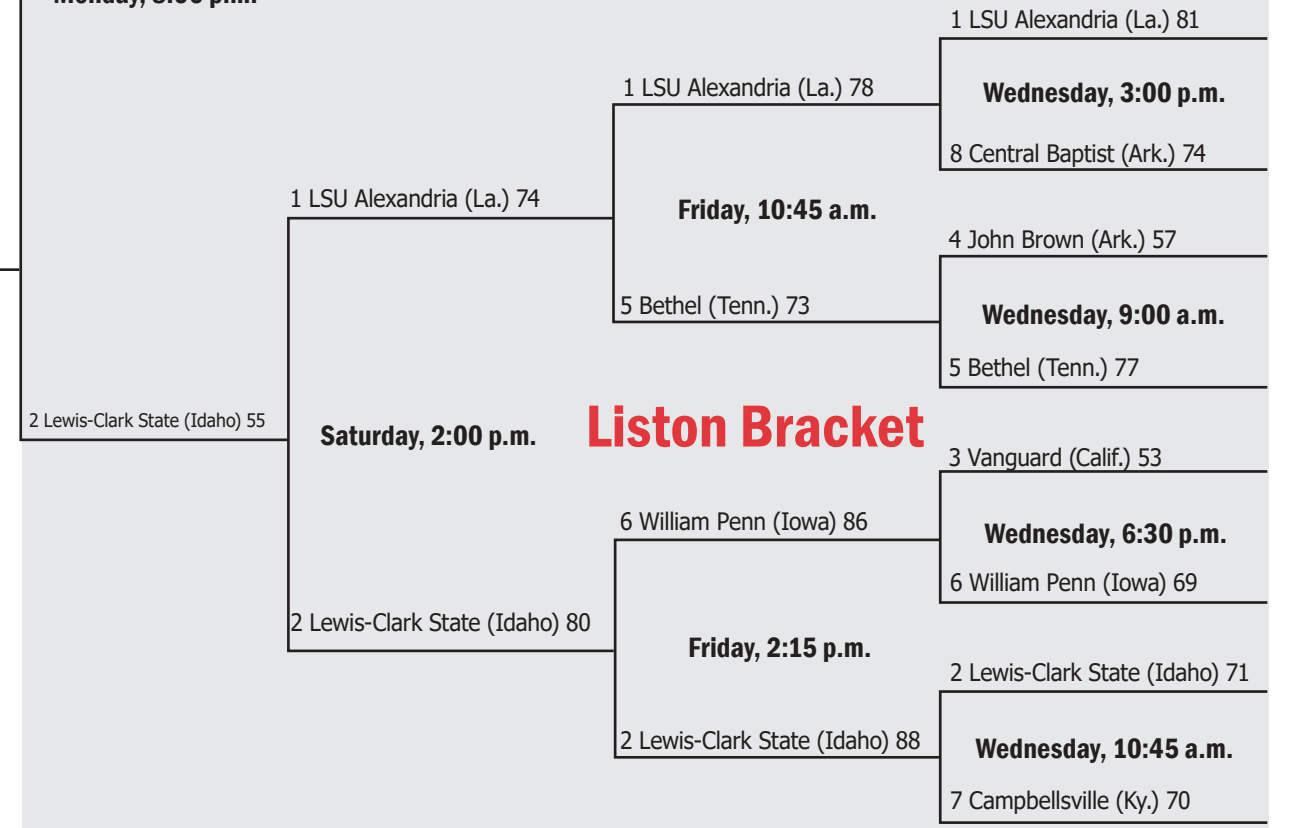 1 LSU Alexandria (La.) 81
Wednesday, 3:00 p.m.
8 Central Baptist (Ark.) 74
1 LSU Alexandria (La.) 78
Friday, 10:45 a.m.
5 Bethel (Tenn.) 73
4 John Brown (Ark.) 57
Wednesday, 9:00 a.m.
5 Bethel (Tenn.) 77
1 LSU Alexandria (La.) 74
Saturday, 2:00 p.m.
2 Lewis-Clark State (Idaho) 80
2 Lewis-Clark State (Idaho) 55
Liston Bracket
3 Vanguard (Calif.) 53
Wednesday, 6:30 p.m.
6 William Penn (Iowa) 69
6 William Penn (Iowa) 86
Friday, 2:15 p.m.
2 Lewis-Clark State (Idaho) 88
2 Lewis-Clark State (Idaho) 71
Wednesday, 10:45 a.m.
7 Campbellsville (Ky.) 70